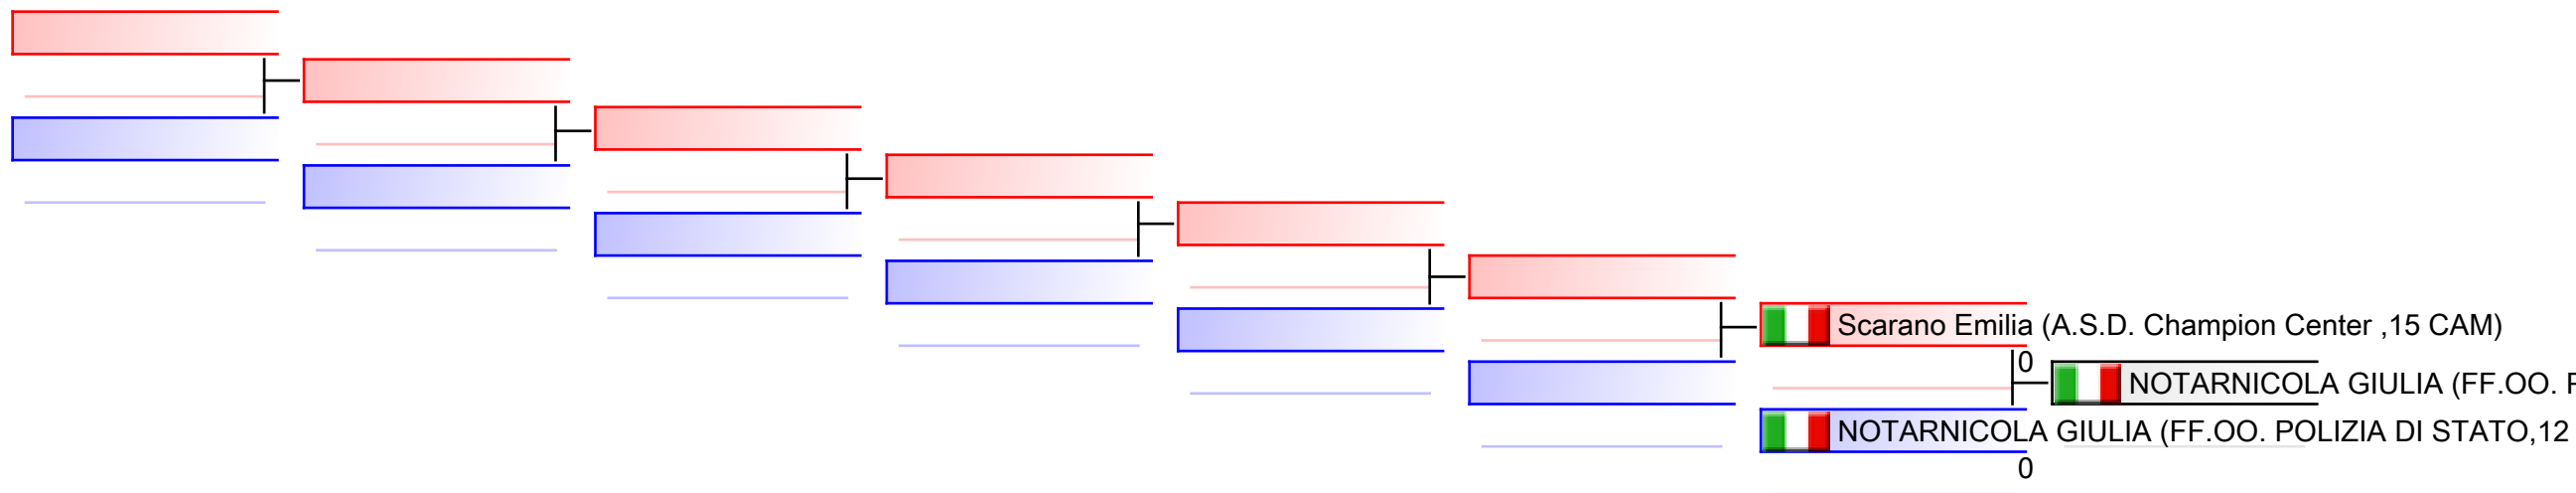 Scarano Emilia (A.S.D. Champion Center ,15 CAM)
0
NOTARNICOLA GIULIA (FF.OO.
NOTARNICOLA GIULIA (FF.OO. POLIZIA DI STATO,12
0